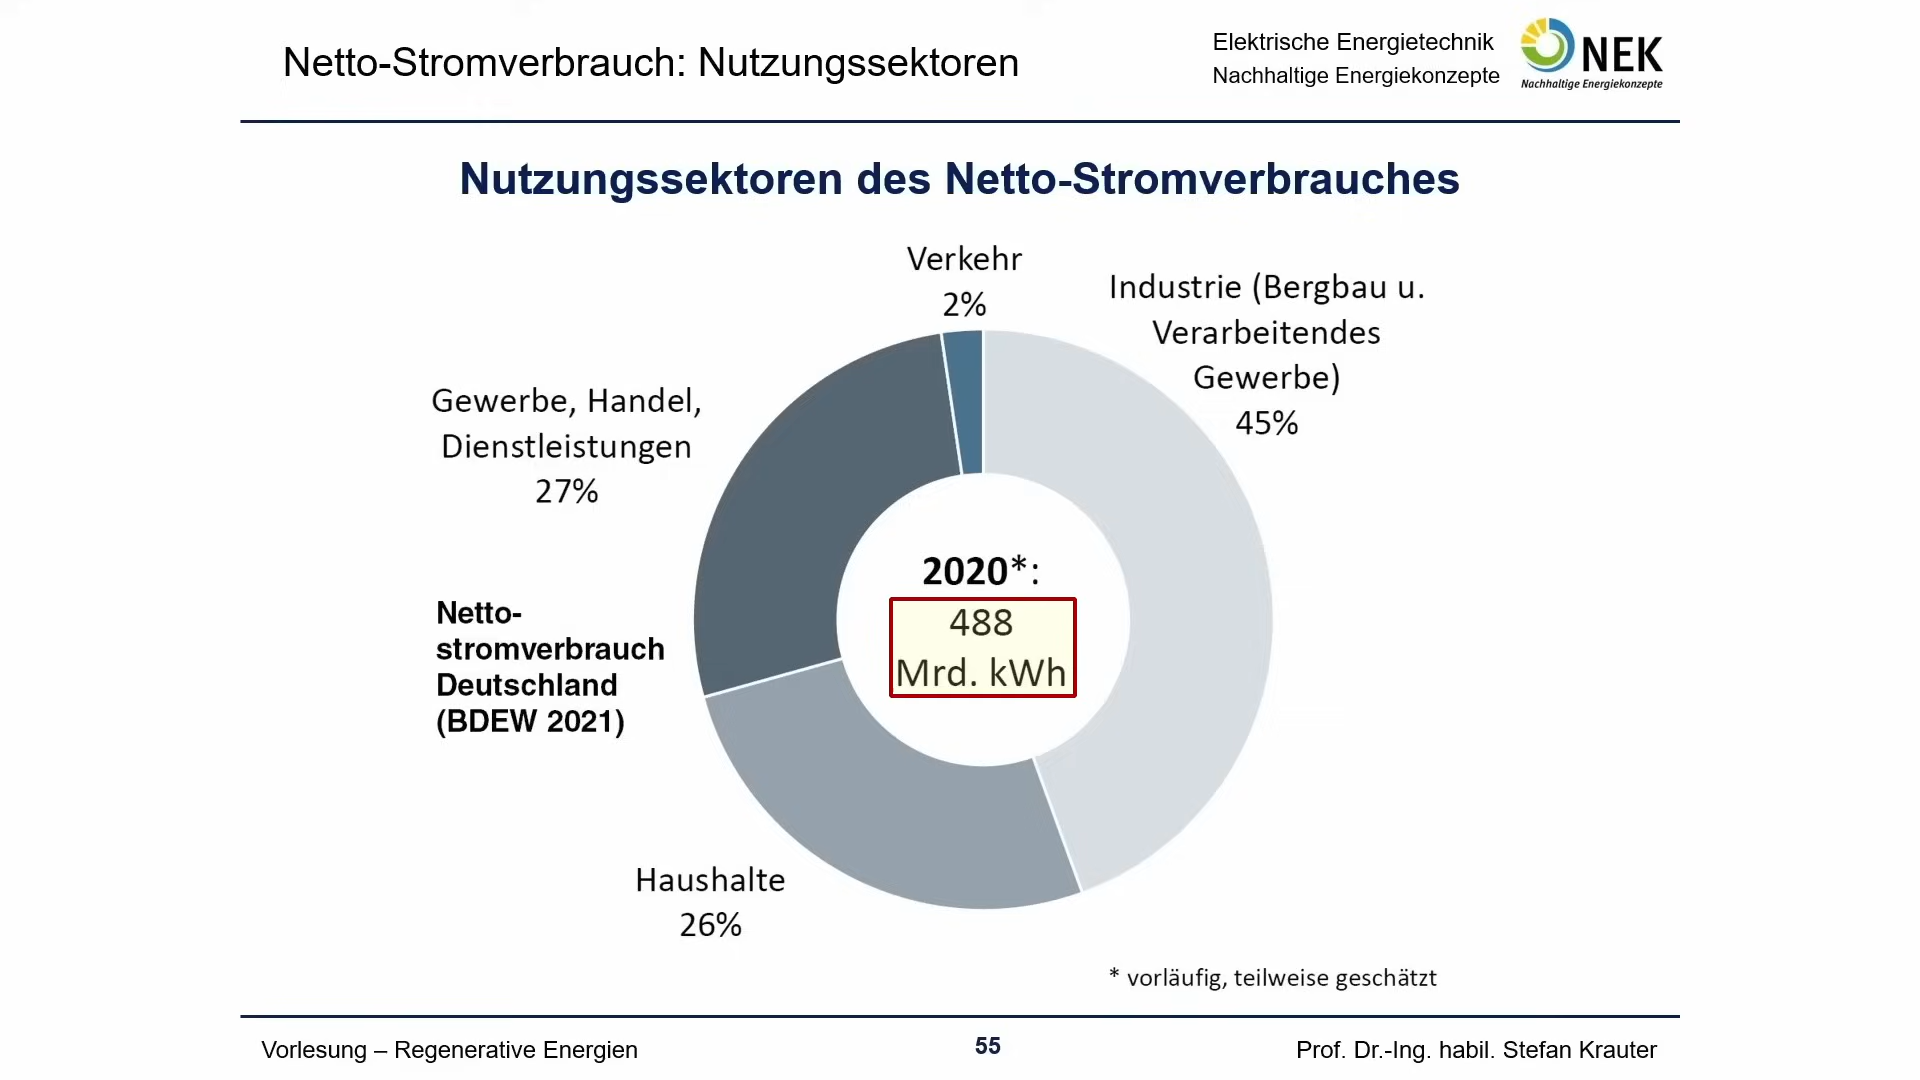 Netto-Stromverbrauch: Nutzungssektoren
Elektrische Energietechnik
Nachhaltige Energiekonzepte
NEK
Nachhaltige Energiekonzepte
Nutzungssektoren des Netto-Stromverbrauches
Verkehr
2%
Industrie (Bergbau u.
Verarbeitendes
Gewerbe)
45%
Gewerbe, Handel,
Dienstleistungen
27%
2020*:
488
Mrd. kWh
Netto-
stromverbrauch
Deutschland
(BDEW 2021)
Haushalte
26%
* vorläufig, teilweise geschätzt
Vorlesung – Regenerative Energien
55
Prof. Dr.-Ing. habil. Stefan Krauter